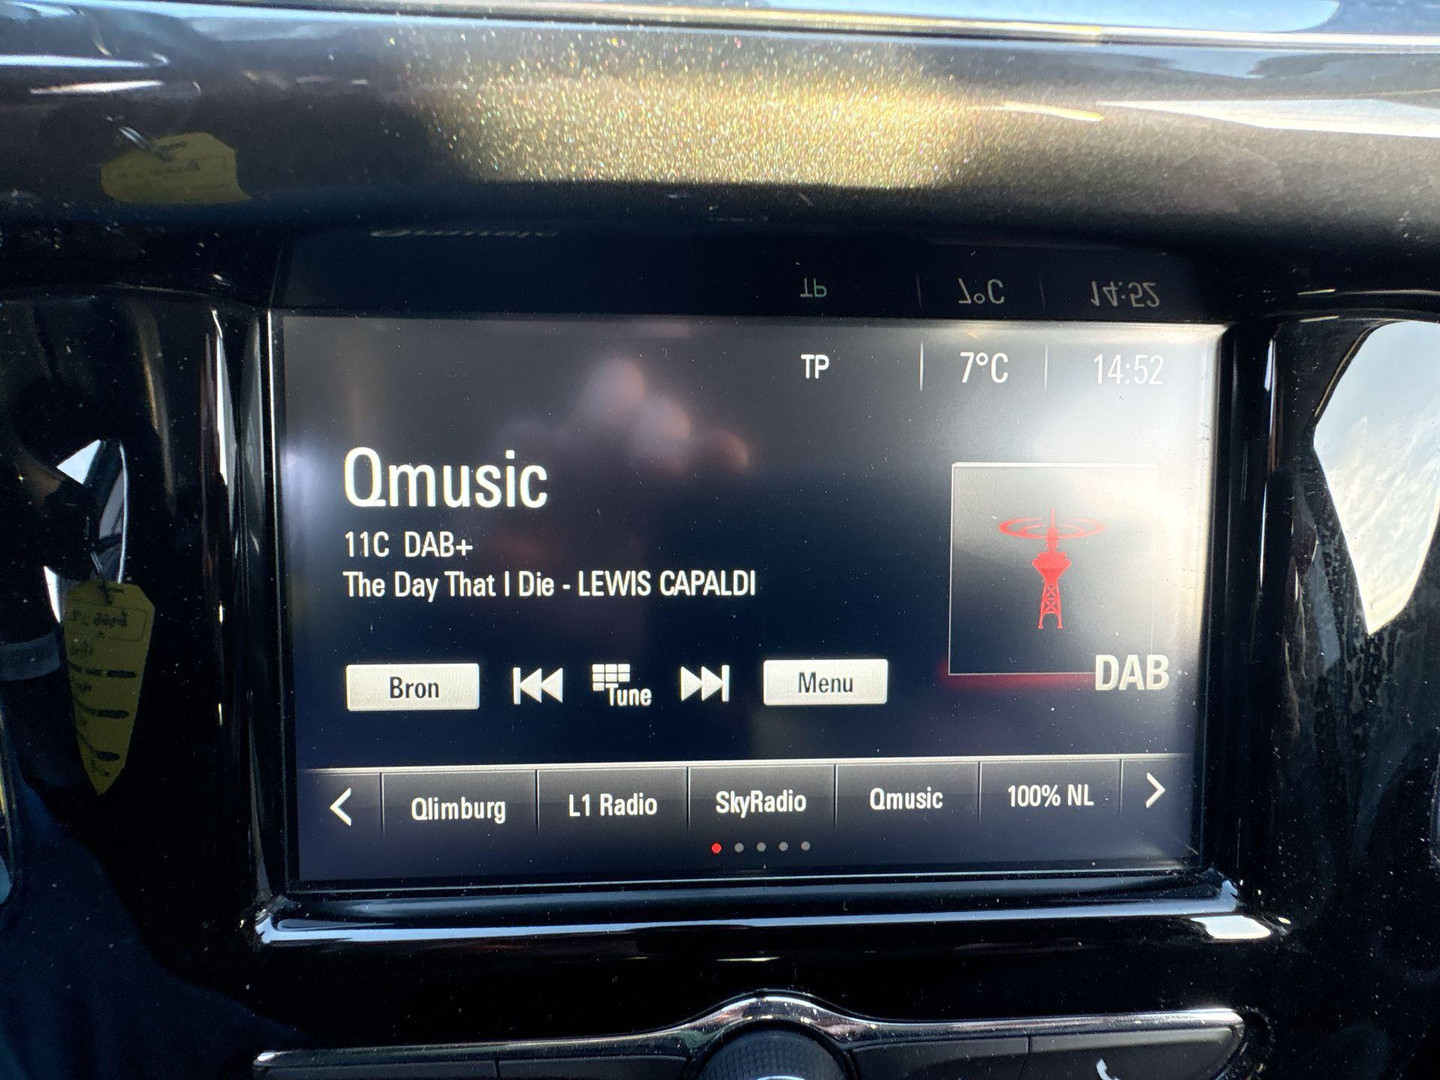 TP 7°C 14:52
Qmusic
11C DAB+
The Day That I Die - LEWIS CAPALDI
DAB
Bron Tune Menu
Qlimburg L1 Radio SkyRadio Qmusic 100% NL